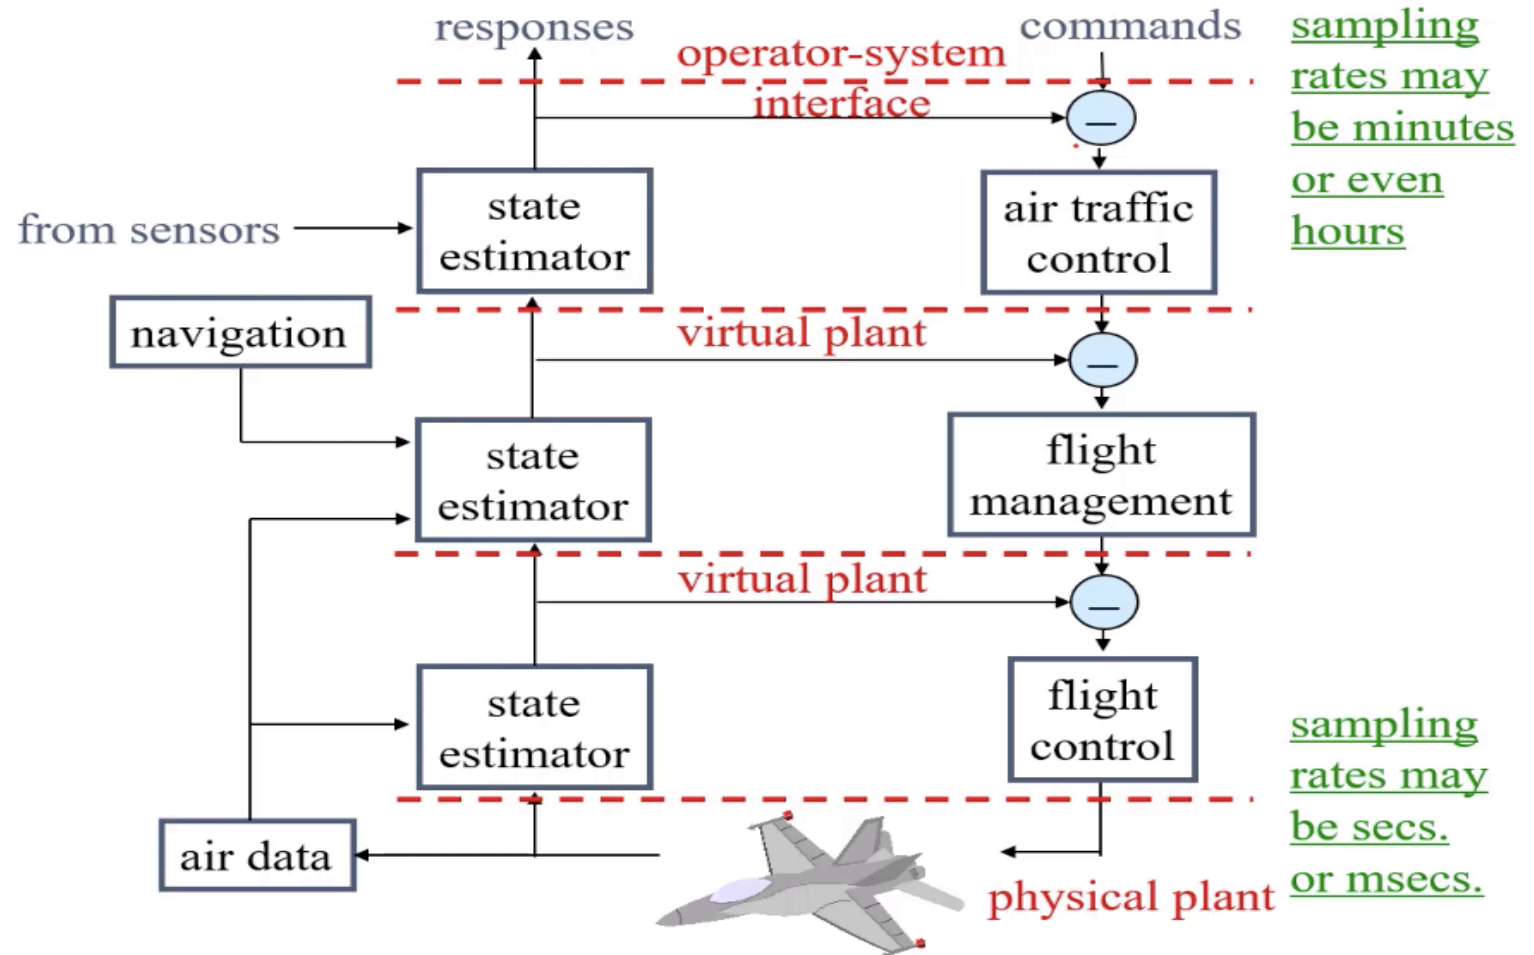 responses
commands
operator-system
interface
sampling
rates may
be minutes
or even
hours
state
estimator
air traffic
control
from sensors
navigation
virtual plant
state
estimator
flight
management
virtual plant
state
estimator
flight
control
sampling
rates may
be secs.
or msecs.
air data
physical plant